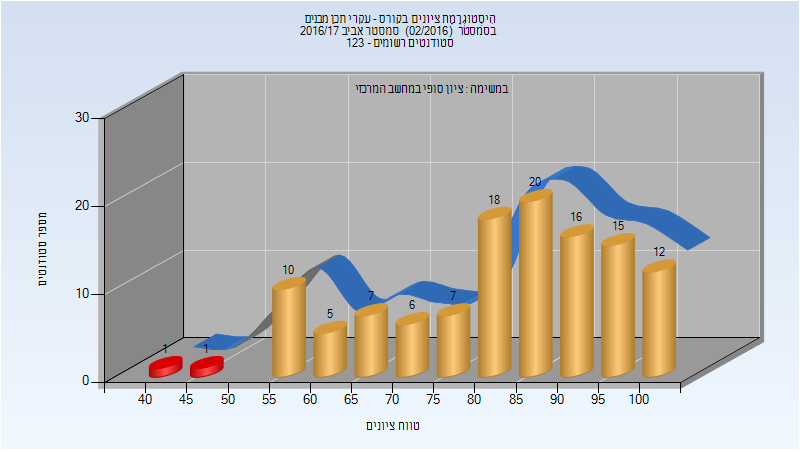 היסטוגרמת ציונים בקורס - עקרי תכן מבנים
בסמסטר (02/2016) סמסטר אביב 2016/17
סטודנטים רשומים - 123
במשימה : ציון סופי במחשב המרכזי
מספר סטודנטים
30
20
10
0
1
1
10
5
7
6
7
18
20
16
15
12
40 45 50 55 60 65 70 75 80 85 90 95 100
טווח ציונים